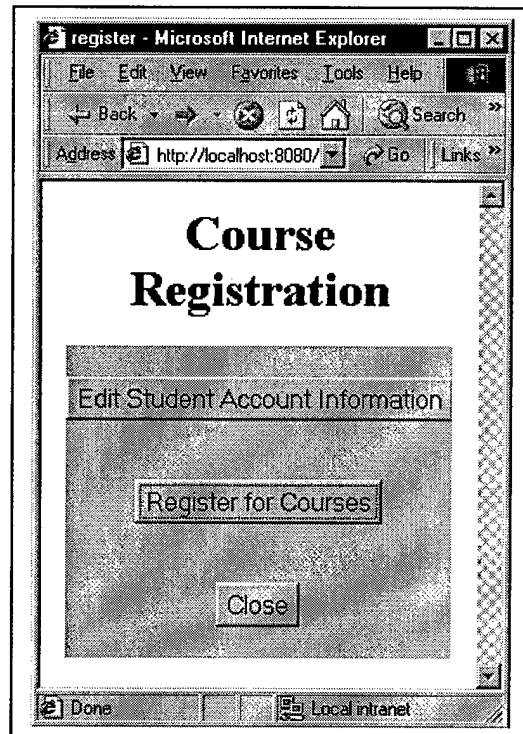 register - Microsoft Internet Explorer
File Edit View Favorites Tools Help
Back Search »
Address http://localhost:8080/ Go Links »
Course
Registration
Edit Student Account Information
Register for Courses
Close
Done Local intranet